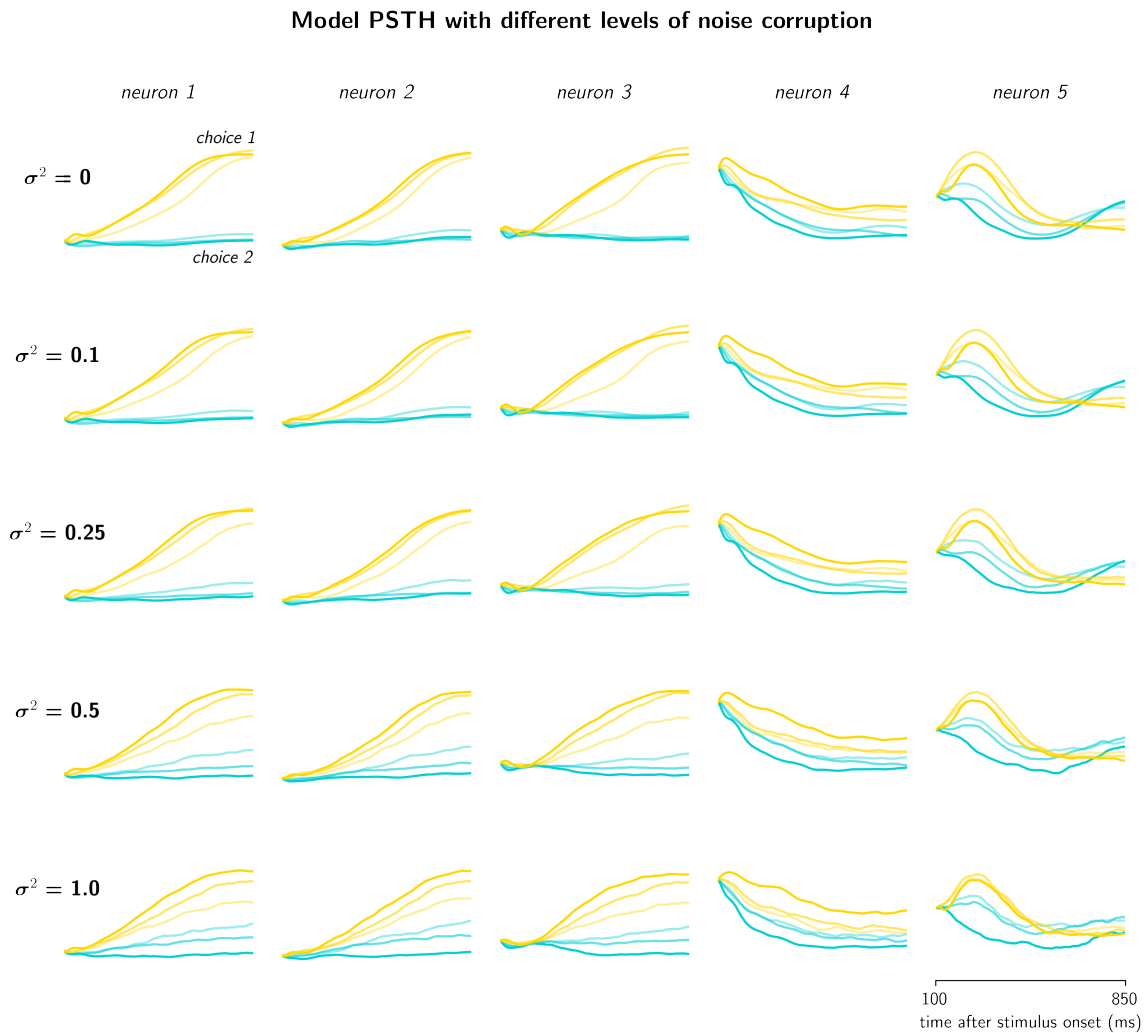 Model PSTH with different levels of noise corruption
neuron 1 neuron 2 neuron 3 neuron 4 neuron 5
choice 1
σ² = 0
choice 2
σ² = 0.1
σ² = 0.25
σ² = 0.5
σ² = 1.0
100 850
time after stimulus onset (ms)